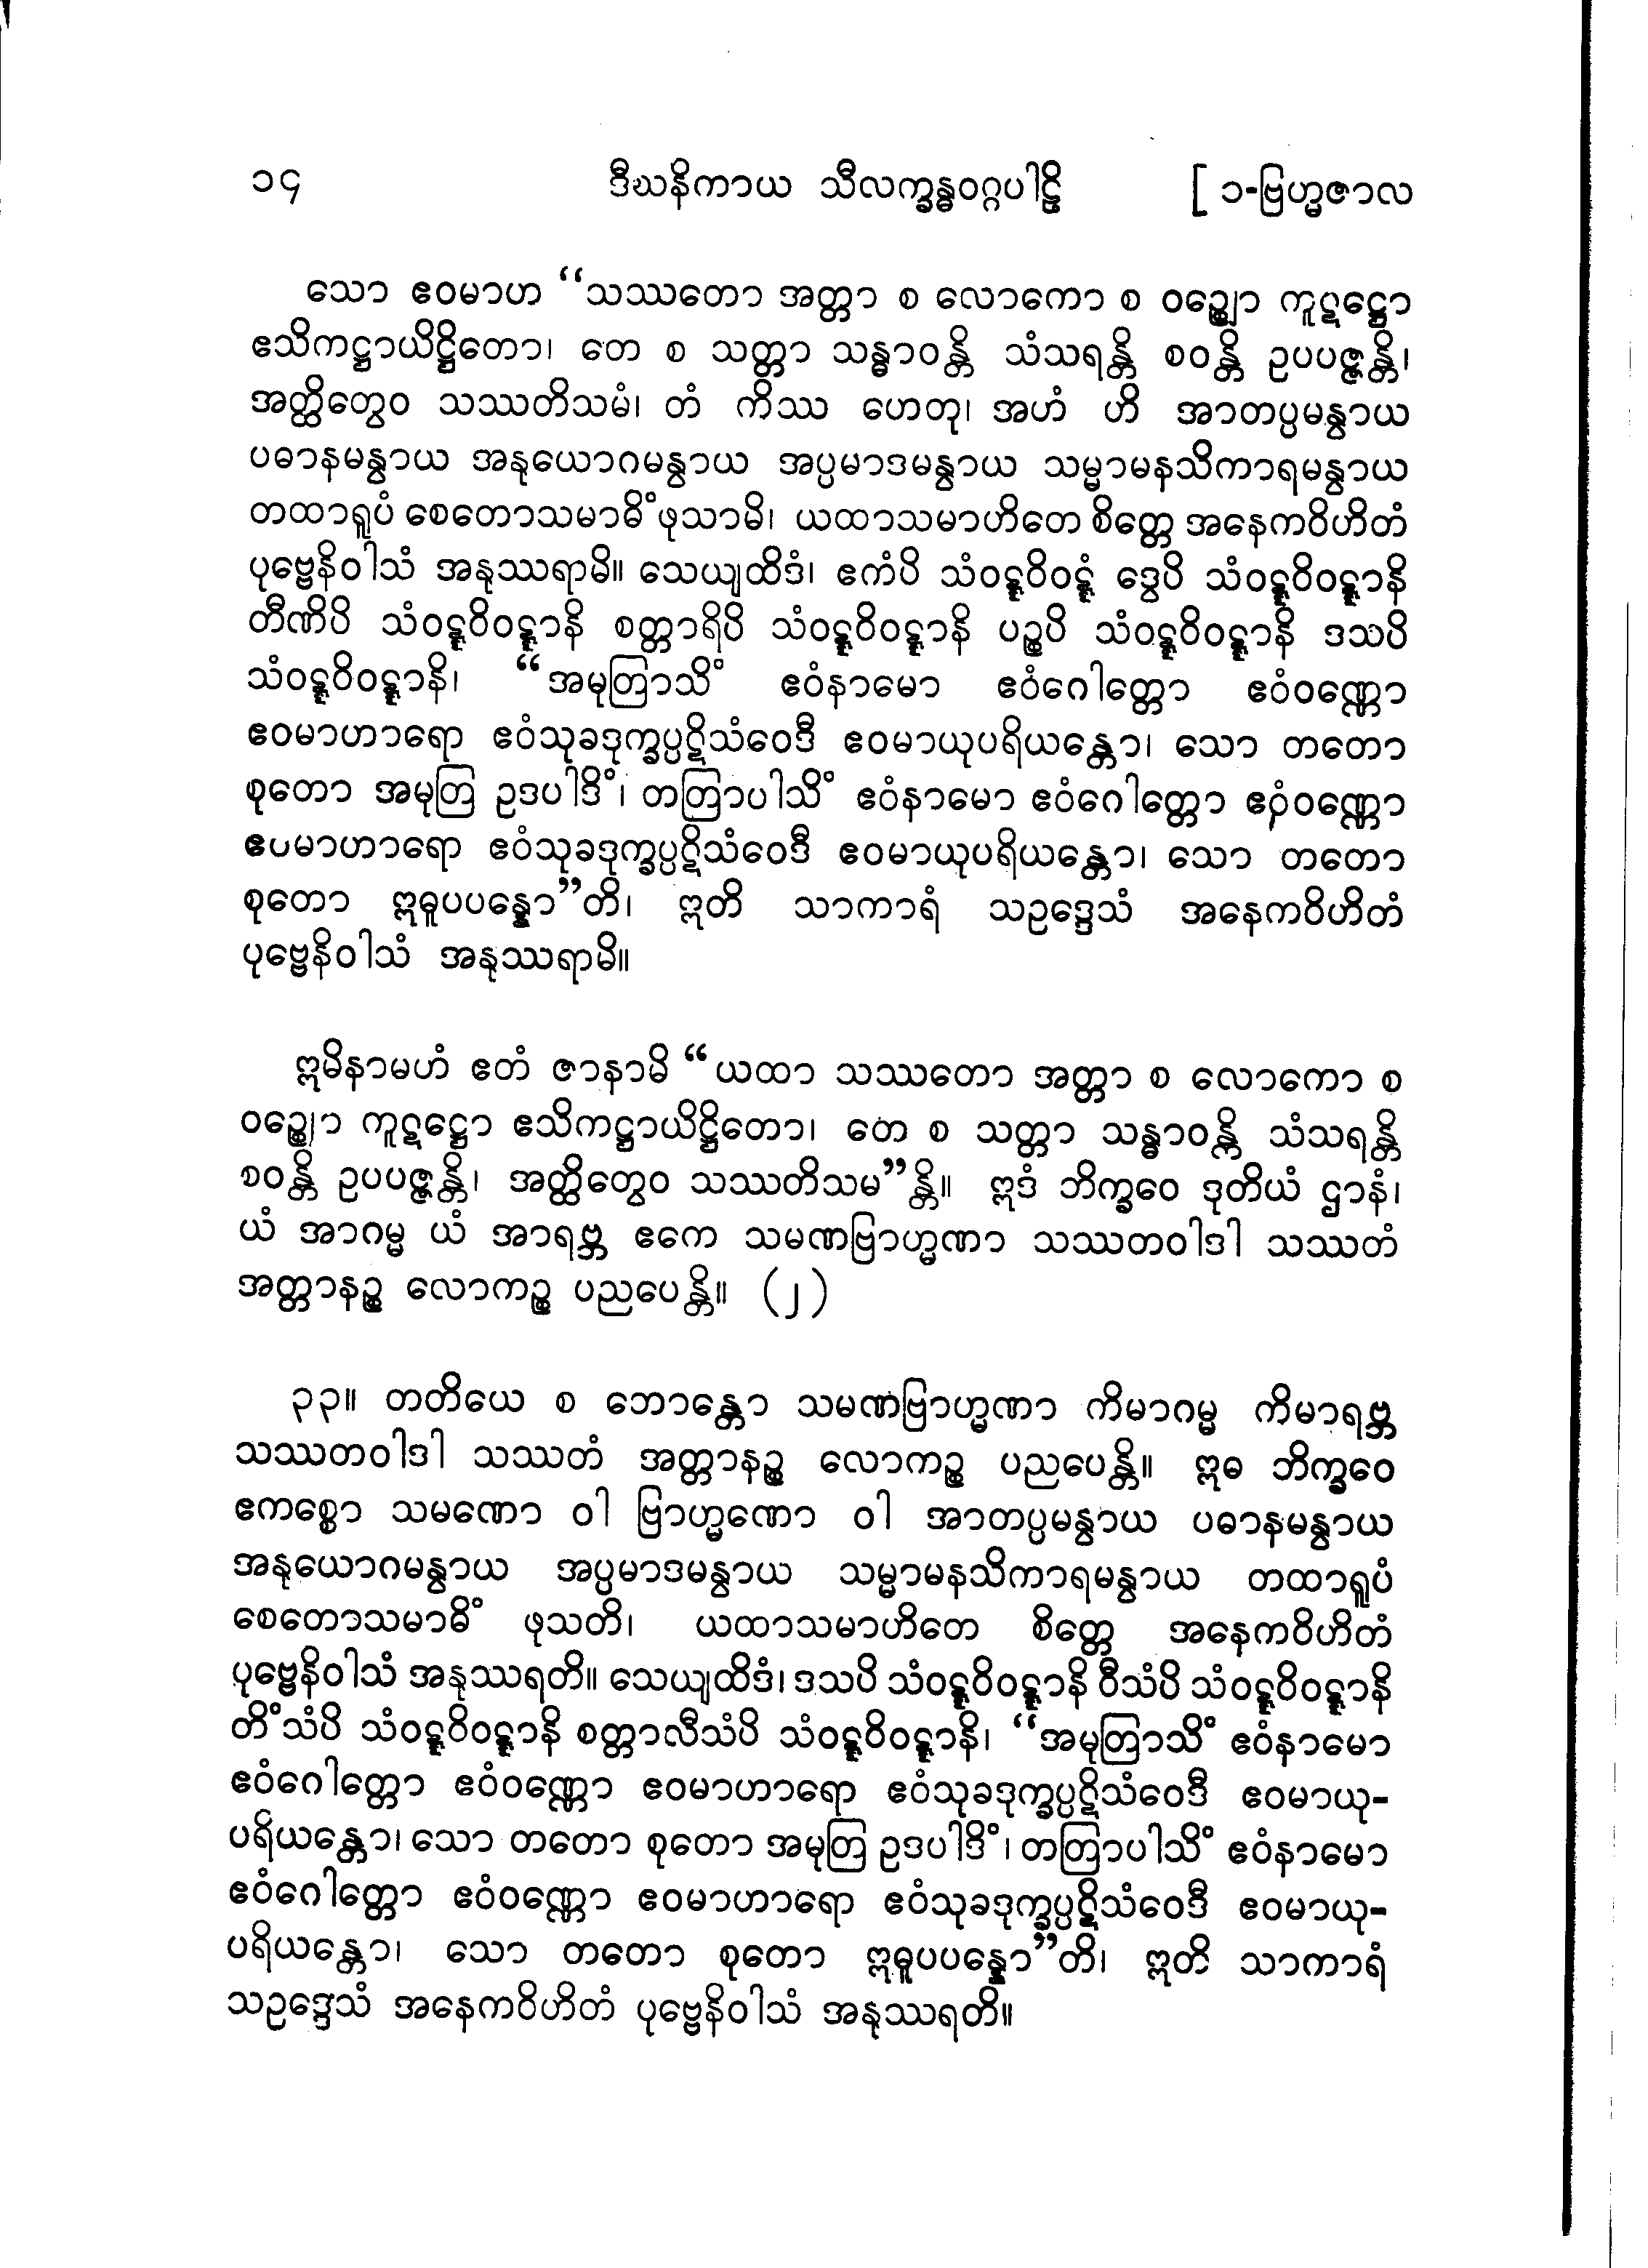 ၁၄ ဒီဃနိကာယ သီလက္ခန္ဓဝဂ္ဂပါဠိ [ ၁-ဗြဟ္မဇာလ
သော ဧဝမာဟ “သဿတော အတ္တာ စ လောကော စ ဝဉ္ဈော ကူဋဋ္ဌော
ဧသိကဋ္ဌာယိဋ္ဌိတော၊ တေ စ သတ္တာ သန္ဓာဝန္တိ သံသရန္တိ စဝန္တိ ဥပပဇ္ဇန္တိ၊
အတ္ထိတွေဝ သဿတိသမံ၊ တံ ကိဿ ဟေတု၊ အဟံ ဟိ အာတပ္ပမန္વာယ
ပဓာနမန္ွာယ အနုယောဂမန္ွာယ အပ္ပမာဒမန္ွာယ သမ္မာမနသိကာရမန္ွာယ
တထာရူပံ စေတောသမာဓိံ ဖုသာမိ၊ ယထာသမာဟိတေ စိတ္တေ အနေကဝိဟိတံ
ပုဗ္ဗေနိဝါသံ အနုဿရာမိ။ သေယျထိဒံ၊ ဧကံပိ သံဝဋ္ဋဝိဝဋ္ဋံ ဒွေပိ သံဝဋ္ဋဝိဝဋ္ဋာနိ
တီဏိပိ သံဝဋ္ဋဝိဝဋ္ဋာနိ စတ္တာရိပိ သံဝဋ္ဋဝိဝဋ္ဋာနိ ပဉ္စပိ သံဝဋ္ဋဝိဝဋ္ဋာနိ ဒသပိ
သံဝဋ္ဋဝိဝဋ္ဋာနိ၊ “အမုတြာသိံ ဧဝံနာမော ဧဝံဂေါတ္တော ဧဝံဝဏ္ဏော
ဧဝမာဟာရော ဧဝံသုခဒုက္ခပ္ပဋိသံဝေဒီ ဧဝမာယုပရိယန္တော၊ သော တတော
စုတော အမုတြ ဥဒပါဒိံ၊ တတြာပါသိံ ဧဝံနာမော ဧဝံဂေါတ္တော ဧဝံဝဏ္ဏော
ဧဝမာဟာရော ဧဝံသုခဒုက္ခပ္ပဋိသံဝေဒီ ဧဝမာယုပရိယန္တော၊ သော တတော
စုတော ဣဓူပပန္နော”တိ၊ ဣတိ သာကာရံ သဥဒ္ဒေသံ အနေကဝိဟိတံ
ပုဗ္ဗေနိဝါသံ အနုဿရာမိ။
ဣမိနာမဟံ ဧတံ ဇာနာမိ “ယထာ သဿတော အတ္တာ စ လောကော စ
ဝဉ္ဈော ကူဋဋ္ဌော ဧသိကဋ္ဌာယိဋ္ဌိတော၊ တေ စ သတ္တာ သန္ဓာဝန္တိ သံသရန္တိ
စဝန္တိ ဥပပဇ္ဇန္တိ၊ အတ္ထိတွေဝ သဿတိသမ”န္တိ။ ဣဒံ ဘိက္ခဝေ ဒုတိယံ ဌာနံ၊
ယံ အာဂမ္မ ယံ အာရဗ္ဘ ဧကေ သမဏဗြာဟ္မဏာ သဿတဝါဒါ သဿတံ
အတ္တာနဉ္စ လောကဉ္စ ပညပေန္တိ။ (၂)
၃၃။ တတိယေ စ ဘောန္တော သမဏဗြာဟ္မဏာ ကိမာဂမ္မ ကိမာရဗ္ဘ
သဿတဝါဒါ သဿတံ အတ္တာနဉ္စ လောကဉ္စ ပညပေန္တိ။ ဣဓ ဘိက္ခဝေ
ဧကစ္စော သမဏော ဝါ ဗြာဟ္မဏော ဝါ အာတပ္ပမန္ွာယ ပဓာနမန္ွာယ
အနုယောဂမန္ွာယ အပ္ပမာဒမန္ွာယ သမ္မာမနသိကာရမန္ွာယ တထာရူပံ
စေတောသမာဓိံ ဖုသတိ၊ ယထာသမာဟိတေ စိတ္တေ အနေကဝိဟိတံ
ပုဗ္ဗေနိဝါသံ အနုဿရတိ။ သေယျထိဒံ၊ ဒသပိ သံဝဋ္ဋဝိဝဋ္ဋာနိ ဝီသံပိ သံဝဋ္ဋဝိဝဋ္ဋာနိ
တိံသံပိ သံဝဋ္ဋဝိဝဋ္ဋာနိ စတ္တာလီသံပိ သံဝဋ္ဋဝိဝဋ္ဋာနိ၊ “အမုတြာသိံ ဧဝံနာမော
ဧဝံဂေါတ္တော ဧဝံဝဏ္ဏော ဧဝမာဟာရော ဧဝံသုခဒုက္ခပ္ပဋိသံဝေဒီ ဧဝမာယု-
ပရိယန္တော၊ သော တတော စုတော အမုတြ ဥဒပါဒိံ၊ တတြာပါသိံ ဧဝံနာမော
ဧဝံဂေါတ္တော ဧဝံဝဏ္ဏော ဧဝမာဟာရော ဧဝံသုခဒုက္ခပ္ပဋိသံဝေဒီ ဧဝမာယု-
ပရိယန္တော၊ သော တတော စုတော ဣဓူပပန္နော”တိ၊ ဣတိ သာကာရံ
သဥဒ္ဒေသံ အနေကဝိဟိတံ ပုဗ္ဗေနိဝါသံ အနုဿရတိ။